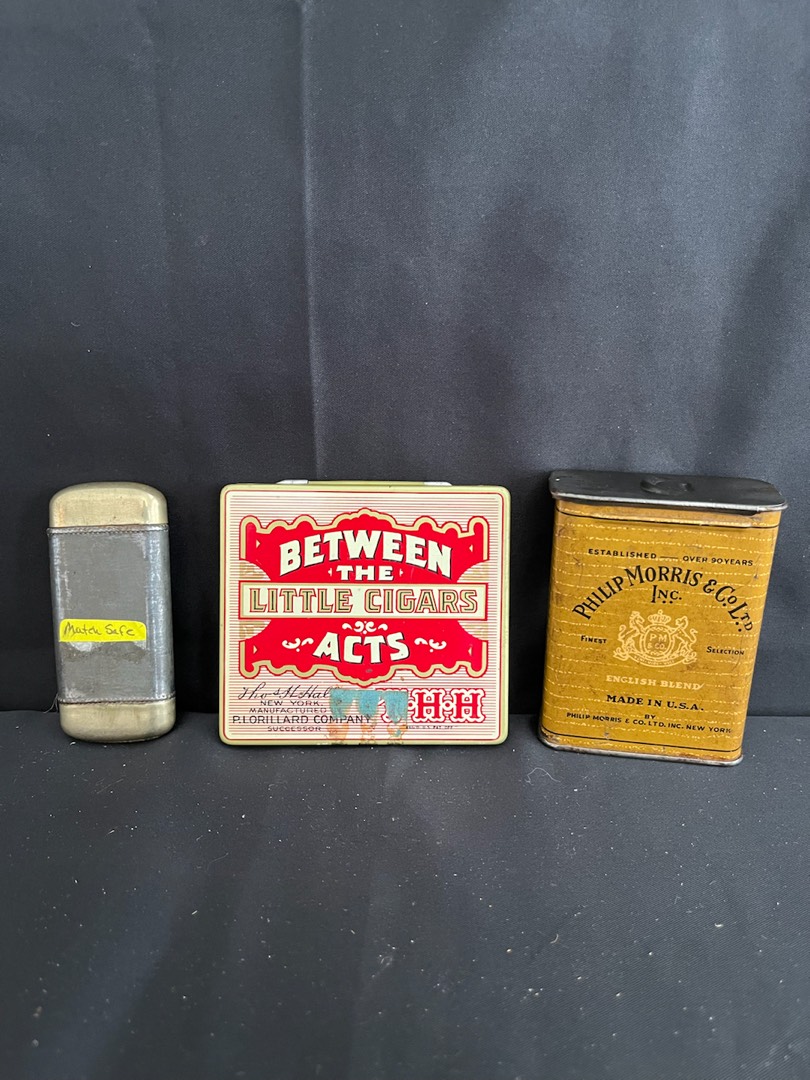 Match Safe
BETWEEN
THE
LITTLE CIGARS
ACTS
NEW YORK.
MANUFACTURED
P. LORILLARD COMPANY
SUCCESSOR
H·H
ESTABLISHED — OVER 90 YEARS
PHILIP MORRIS & CO. LTD
INC.
FINEST
SELECTION
P·M
& CO
ENGLISH BLEND
MADE IN U.S.A.
BY
PHILIP MORRIS & CO. LTD. INC. NEW YORK